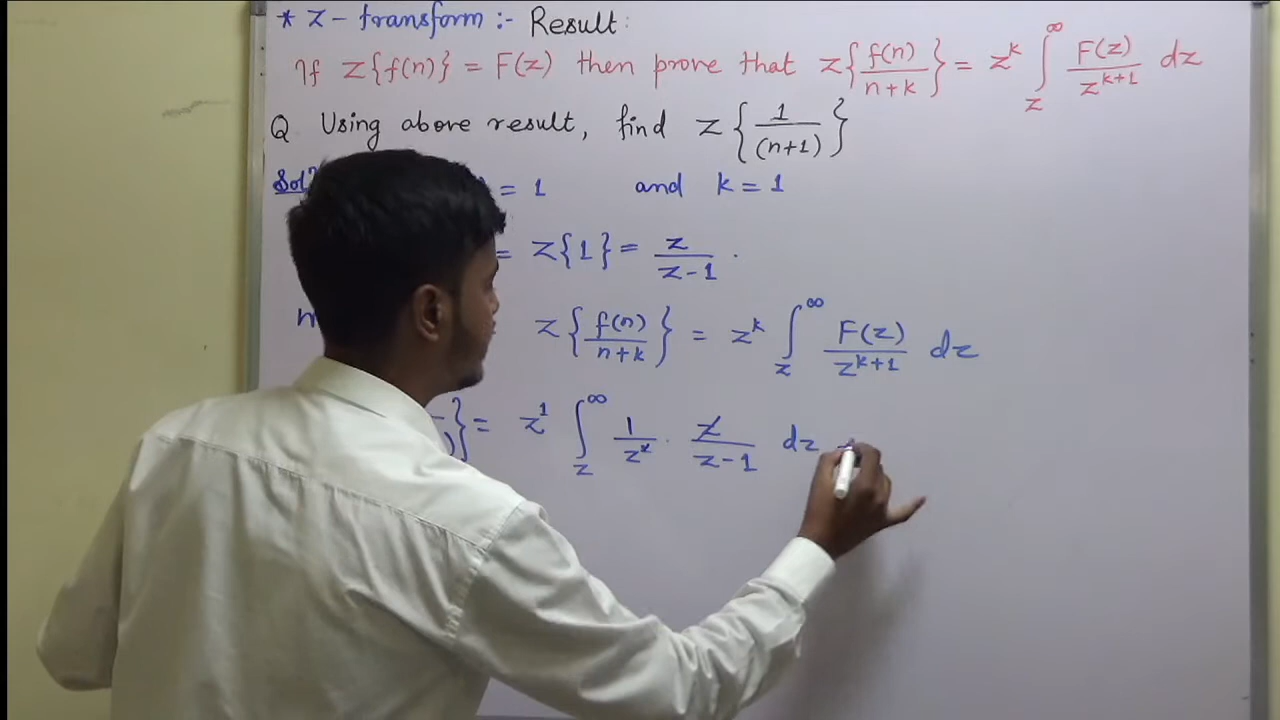 * Z-transform :- Result:
If Z{f(n)} = F(z) then prove that Z{f(n)/(n+k)} = z^k ∫_z^∞ F(z)/z^(k+1) dz
Q Using above result, find Z{1/(n+1)}
Sol = 1 and k = 1
= Z{1} = z/(z-1) .
Z{f(n)/(n+k)} = z^k ∫_z^∞ F(z)/z^(k+1) dz
} = z^1 ∫_z^∞ 1/z^2 · z/(z-1) dz